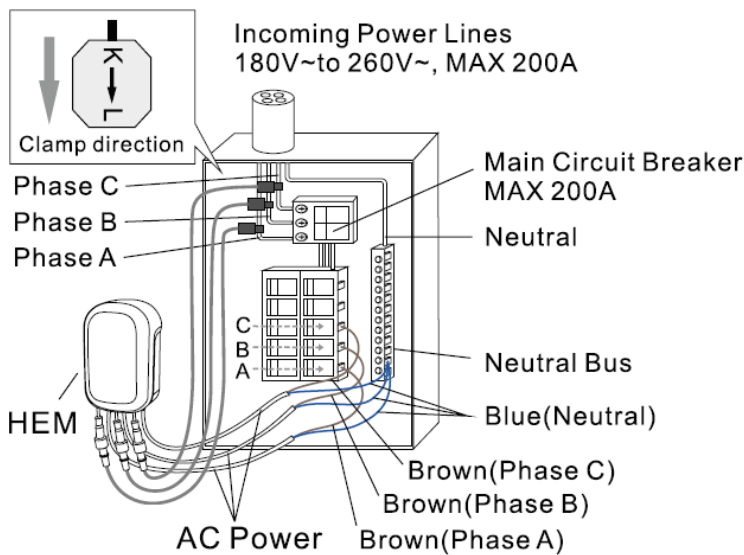 K
L
Clamp direction
Incoming Power Lines
180V~to 260V~, MAX 200A
Phase C
Phase B
Phase A
Main Circuit Breaker
MAX 200A
Neutral
C
B
A
Neutral Bus
HEM
Blue(Neutral)
Brown(Phase C)
Brown(Phase B)
Brown(Phase A)
AC Power